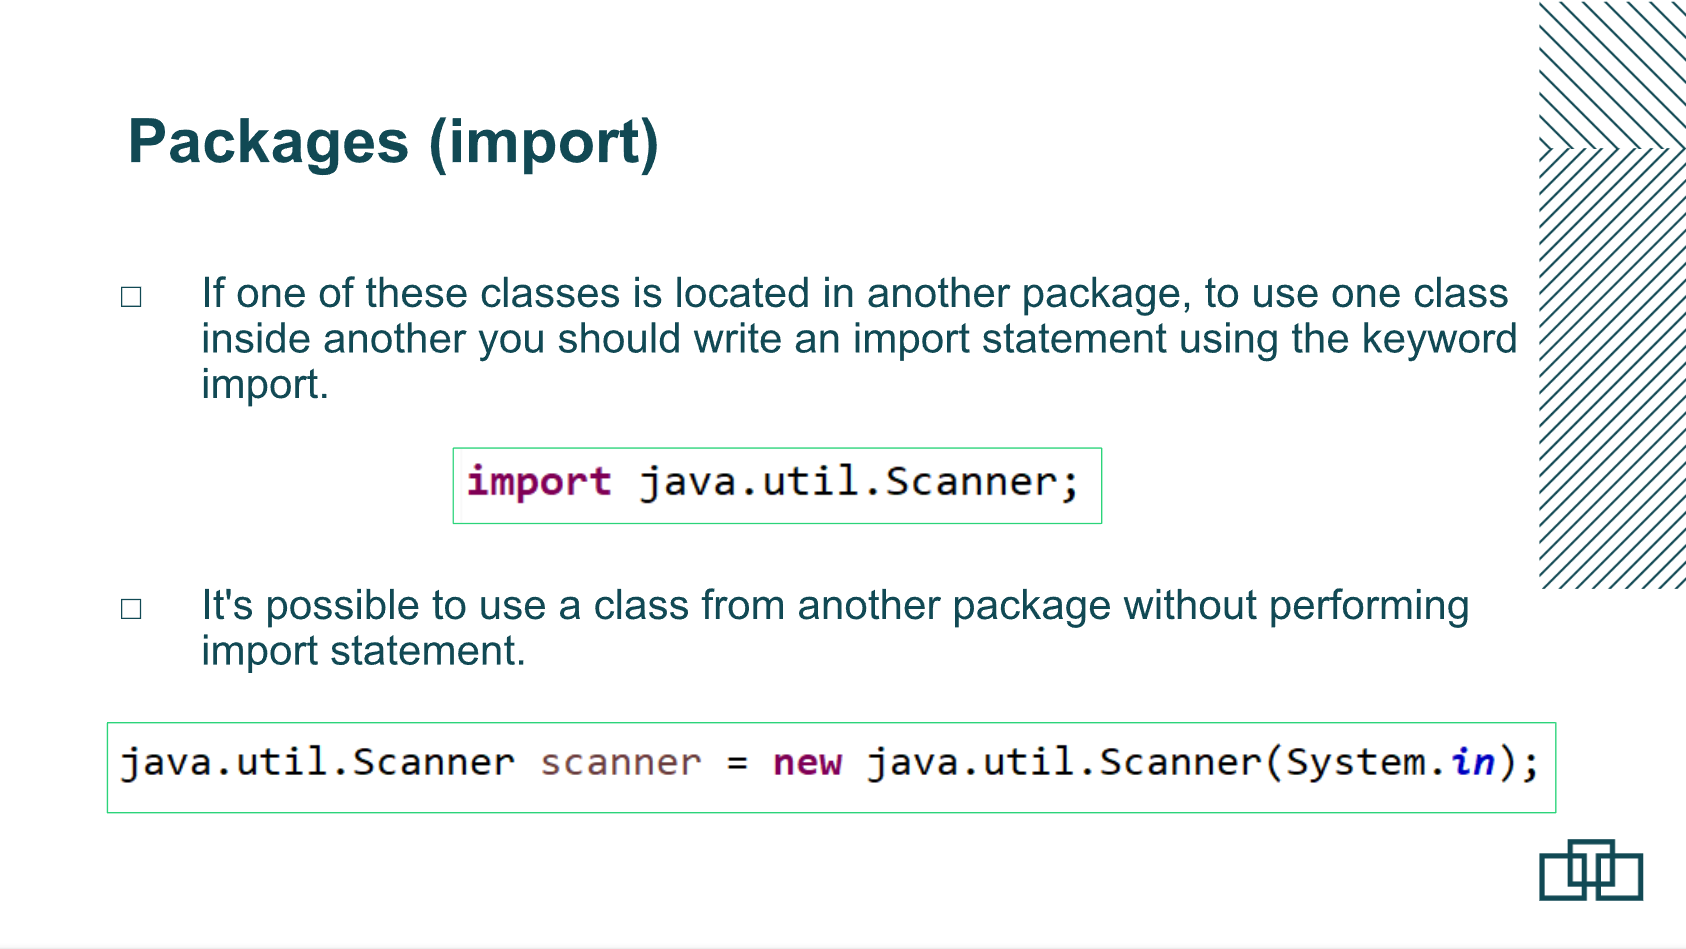 Packages (import)
If one of these classes is located in another package, to use one class
inside another you should write an import statement using the keyword
import.
import java.util.Scanner;
It's possible to use a class from another package without performing
import statement.
java.util.Scanner scanner = new java.util.Scanner(System.in);